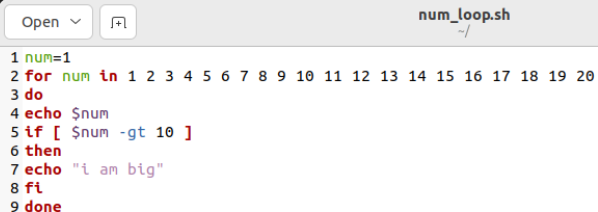 Open
num_loop.sh
~/
1 num=1
2 for num in 1 2 3 4 5 6 7 8 9 10 11 12 13 14 15 16 17 18 19 20
3 do
4 echo $num
5 if [ $num -gt 10 ]
6 then
7 echo "i am big"
8 fi
9 done